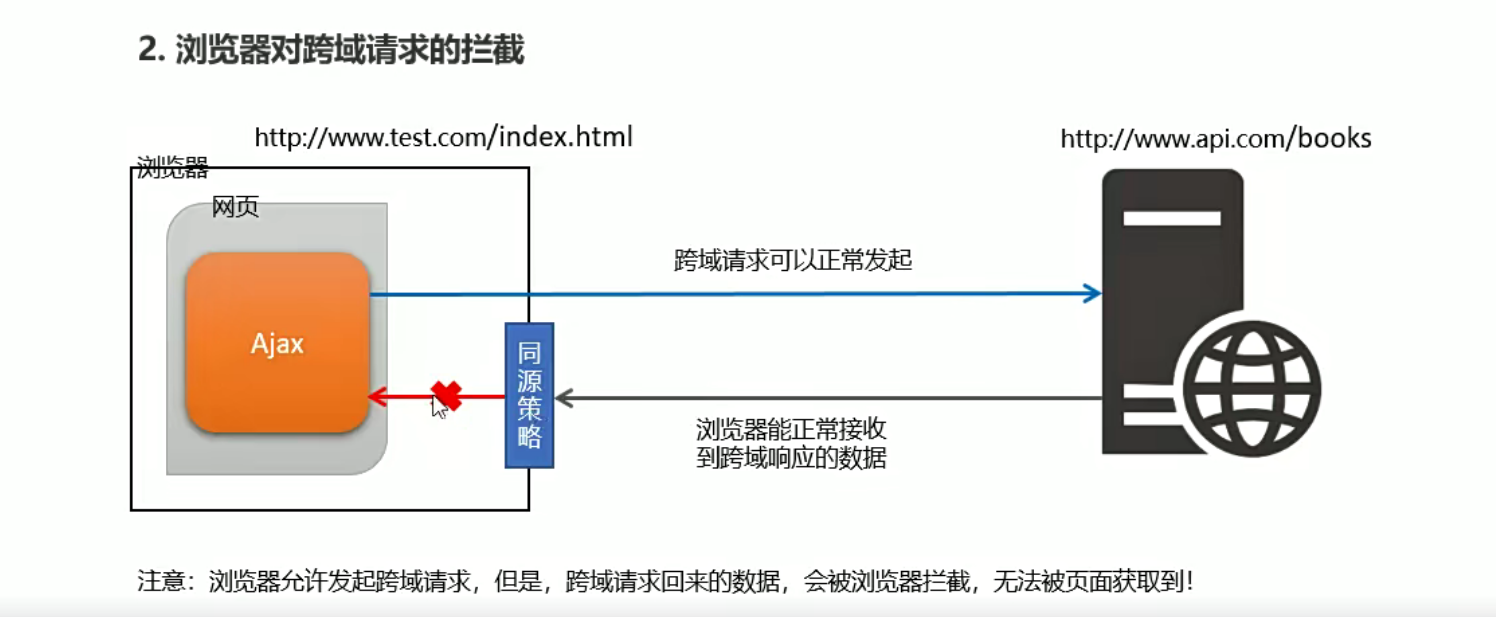 2. 浏览器对跨域请求的拦截
http://www.test.com/index.html
http://www.api.com/books
浏览器
网页
跨域请求可以正常发起
Ajax
同源策略
浏览器能正常接收
到跨域响应的数据
注意：浏览器允许发起跨域请求，但是，跨域请求回来的数据，会被浏览器拦截，无法被页面获取到！